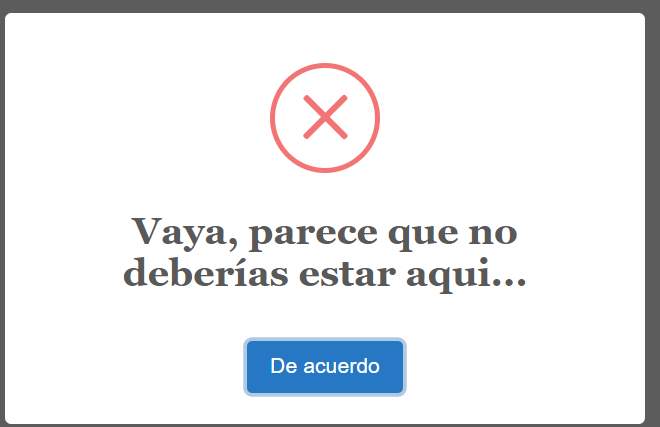 Vaya, parece que no
deberías estar aqui...
De acuerdo